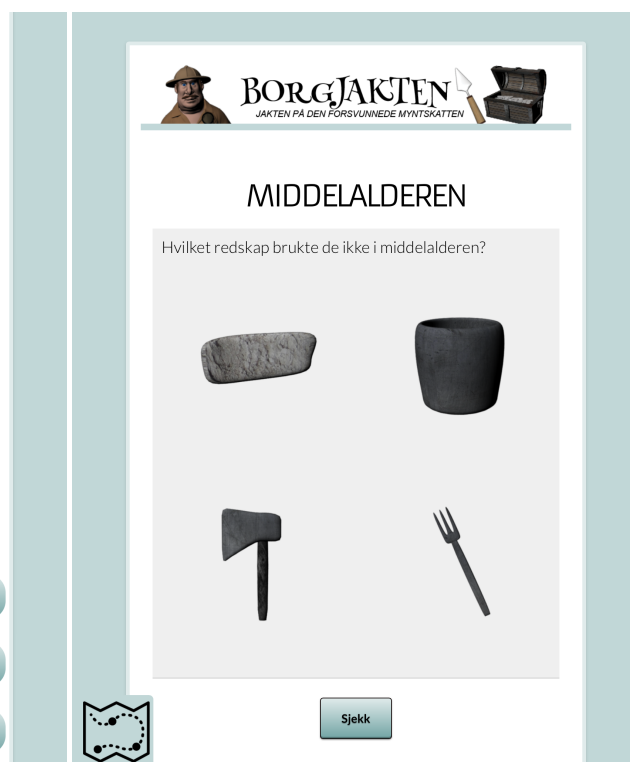 BORGJAKTEN
JAKTEN PÅ DEN FORSVUNNEDE MYNTSKATTEN
MIDDELALDEREN
Hvilket redskap brukte de ikke i middelalderen?
Sjekk